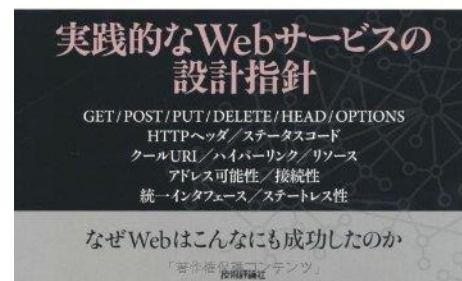 実践的なWebサービスの
設計指針
GET/POST/PUT/DELETE/HEAD/OPTIONS
HTTPヘッダ/ステータスコード
クールURI/ハイパーリンク/リソース
アドレス可能性/接続性
統一インタフェース/ステートレス性
なぜWebはこんなにも成功したのか
「著作権保護コンテンツ」
技術評論社